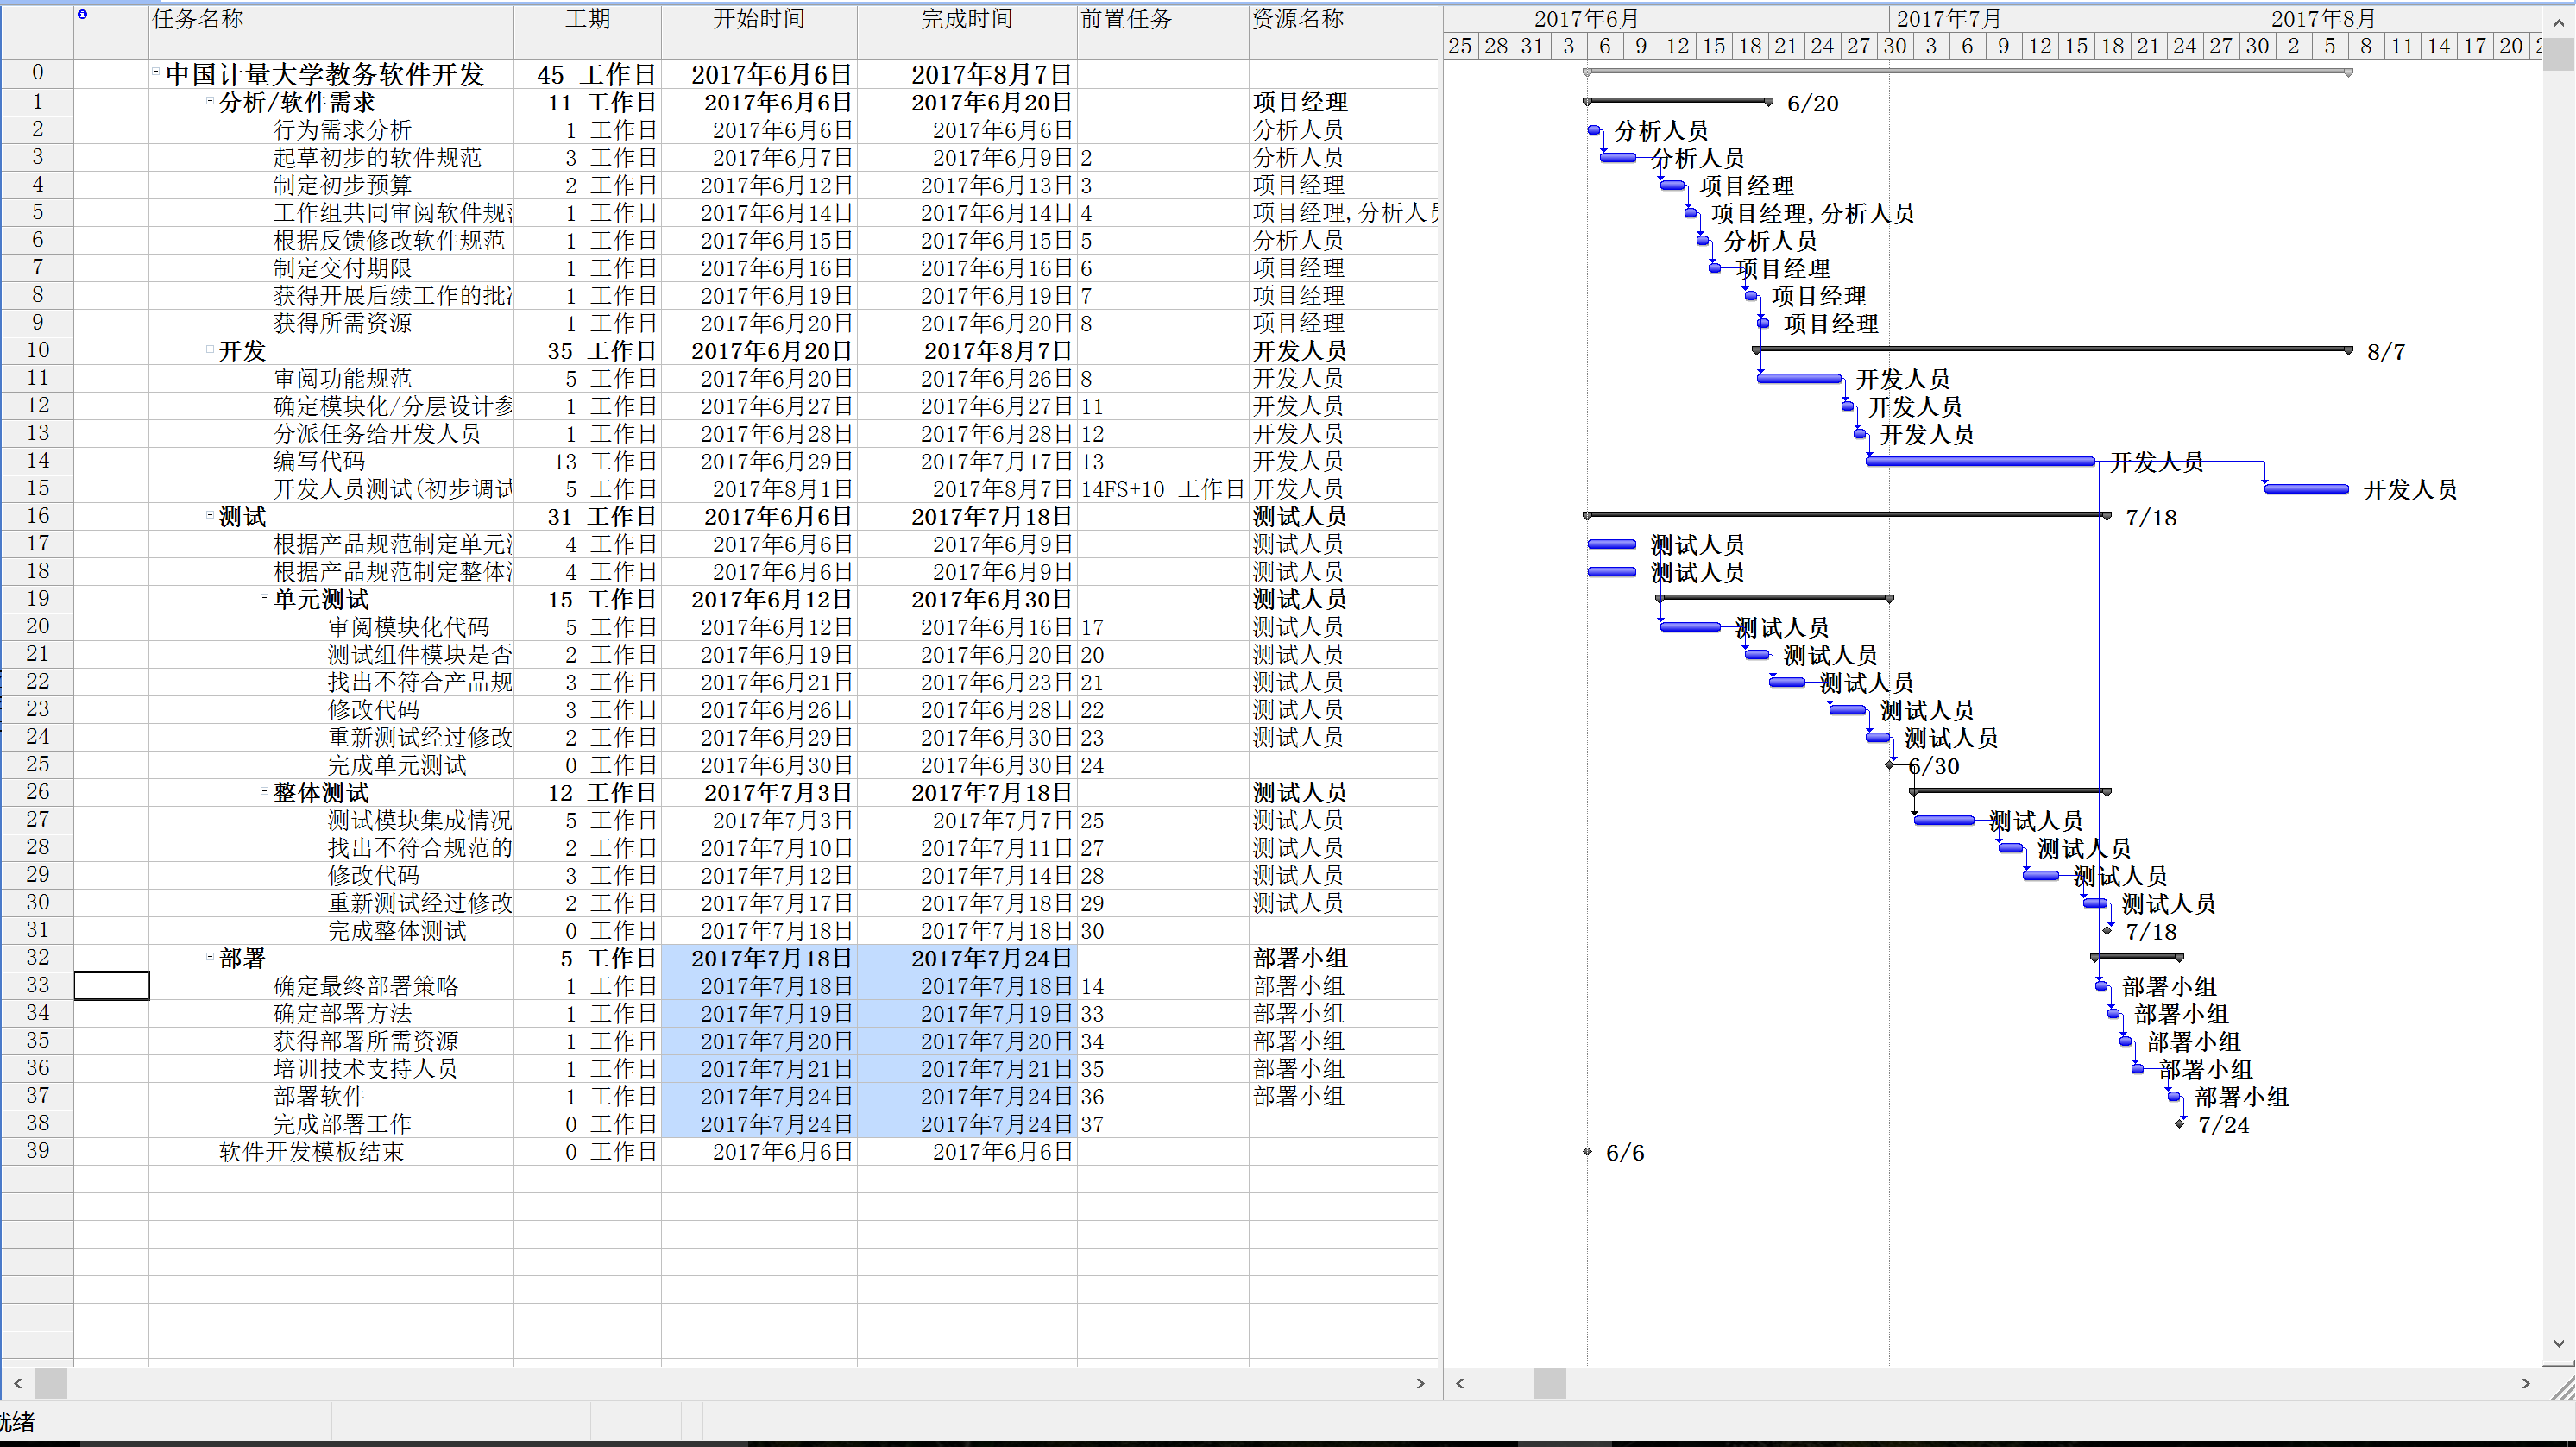 任务名称 工期 开始时间 完成时间 前置任务 资源名称
2017年6月 2017年7月 2017年8月
25 28 31 3 6 9 12 15 18 21 24 27 30 3 6 9 12 15 18 21 24 27 30 2 5 8 11 14 17 20
0 中国计量大学教务软件开发 45 工作日 2017年6月6日 2017年8月7日
1 分析/软件需求 11 工作日 2017年6月6日 2017年6月20日 项目经理 6/20
2 行为需求分析 1 工作日 2017年6月6日 2017年6月6日 分析人员 分析人员
3 起草初步的软件规范 3 工作日 2017年6月7日 2017年6月9日 2 分析人员 分析人员
4 制定初步预算 2 工作日 2017年6月12日 2017年6月13日 3 项目经理 项目经理
5 工作组共同审阅软件规 1 工作日 2017年6月14日 2017年6月14日 4 项目经理,分析人员 项目经理,分析人员
6 根据反馈修改软件规范 1 工作日 2017年6月15日 2017年6月15日 5 分析人员 分析人员
7 制定交付期限 1 工作日 2017年6月16日 2017年6月16日 6 项目经理 项目经理
8 获得开展后续工作的批 1 工作日 2017年6月19日 2017年6月19日 7 项目经理 项目经理
9 获得所需资源 1 工作日 2017年6月20日 2017年6月20日 8 项目经理 项目经理
10 开发 35 工作日 2017年6月20日 2017年8月7日 开发人员 8/7
11 审阅功能规范 5 工作日 2017年6月20日 2017年6月26日 8 开发人员 开发人员
12 确定模块化/分层设计参 1 工作日 2017年6月27日 2017年6月27日 11 开发人员 开发人员
13 分派任务给开发人员 1 工作日 2017年6月28日 2017年6月28日 12 开发人员 开发人员
14 编写代码 13 工作日 2017年6月29日 2017年7月17日 13 开发人员 开发人员
15 开发人员测试(初步调试 5 工作日 2017年8月1日 2017年8月7日 14FS+10 工作日 开发人员 开发人员
16 测试 31 工作日 2017年6月6日 2017年7月18日 测试人员 7/18
17 根据产品规范制定单元 4 工作日 2017年6月6日 2017年6月9日 测试人员 测试人员
18 根据产品规范制定整体 4 工作日 2017年6月6日 2017年6月9日 测试人员 测试人员
19 单元测试 15 工作日 2017年6月12日 2017年6月30日 测试人员
20 审阅模块化代码 5 工作日 2017年6月12日 2017年6月16日 17 测试人员 测试人员
21 测试组件模块是否 2 工作日 2017年6月19日 2017年6月20日 20 测试人员 测试人员
22 找出不符合产品规 3 工作日 2017年6月21日 2017年6月23日 21 测试人员 测试人员
23 修改代码 3 工作日 2017年6月26日 2017年6月28日 22 测试人员 测试人员
24 重新测试经过修改 2 工作日 2017年6月29日 2017年6月30日 23 测试人员 测试人员
25 完成单元测试 0 工作日 2017年6月30日 2017年6月30日 24 6/30
26 整体测试 12 工作日 2017年7月3日 2017年7月18日 测试人员
27 测试模块集成情况 5 工作日 2017年7月3日 2017年7月7日 25 测试人员 测试人员
28 找出不符合规范的 2 工作日 2017年7月10日 2017年7月11日 27 测试人员 测试人员
29 修改代码 3 工作日 2017年7月12日 2017年7月14日 28 测试人员 测试人员
30 重新测试经过修改 2 工作日 2017年7月17日 2017年7月18日 29 测试人员 测试人员
31 完成整体测试 0 工作日 2017年7月18日 2017年7月18日 30 7/18
32 部署 5 工作日 2017年7月18日 2017年7月24日 部署小组
33 确定最终部署策略 1 工作日 2017年7月18日 2017年7月18日 14 部署小组 部署小组
34 确定部署方法 1 工作日 2017年7月19日 2017年7月19日 33 部署小组 部署小组
35 获得部署所需资源 1 工作日 2017年7月20日 2017年7月20日 34 部署小组 部署小组
36 培训技术支持人员 1 工作日 2017年7月21日 2017年7月21日 35 部署小组 部署小组
37 部署软件 1 工作日 2017年7月24日 2017年7月24日 36 部署小组 部署小组
38 完成部署工作 0 工作日 2017年7月24日 2017年7月24日 37 7/24
39 软件开发模板结束 0 工作日 2017年6月6日 2017年6月6日 6/6
就绪